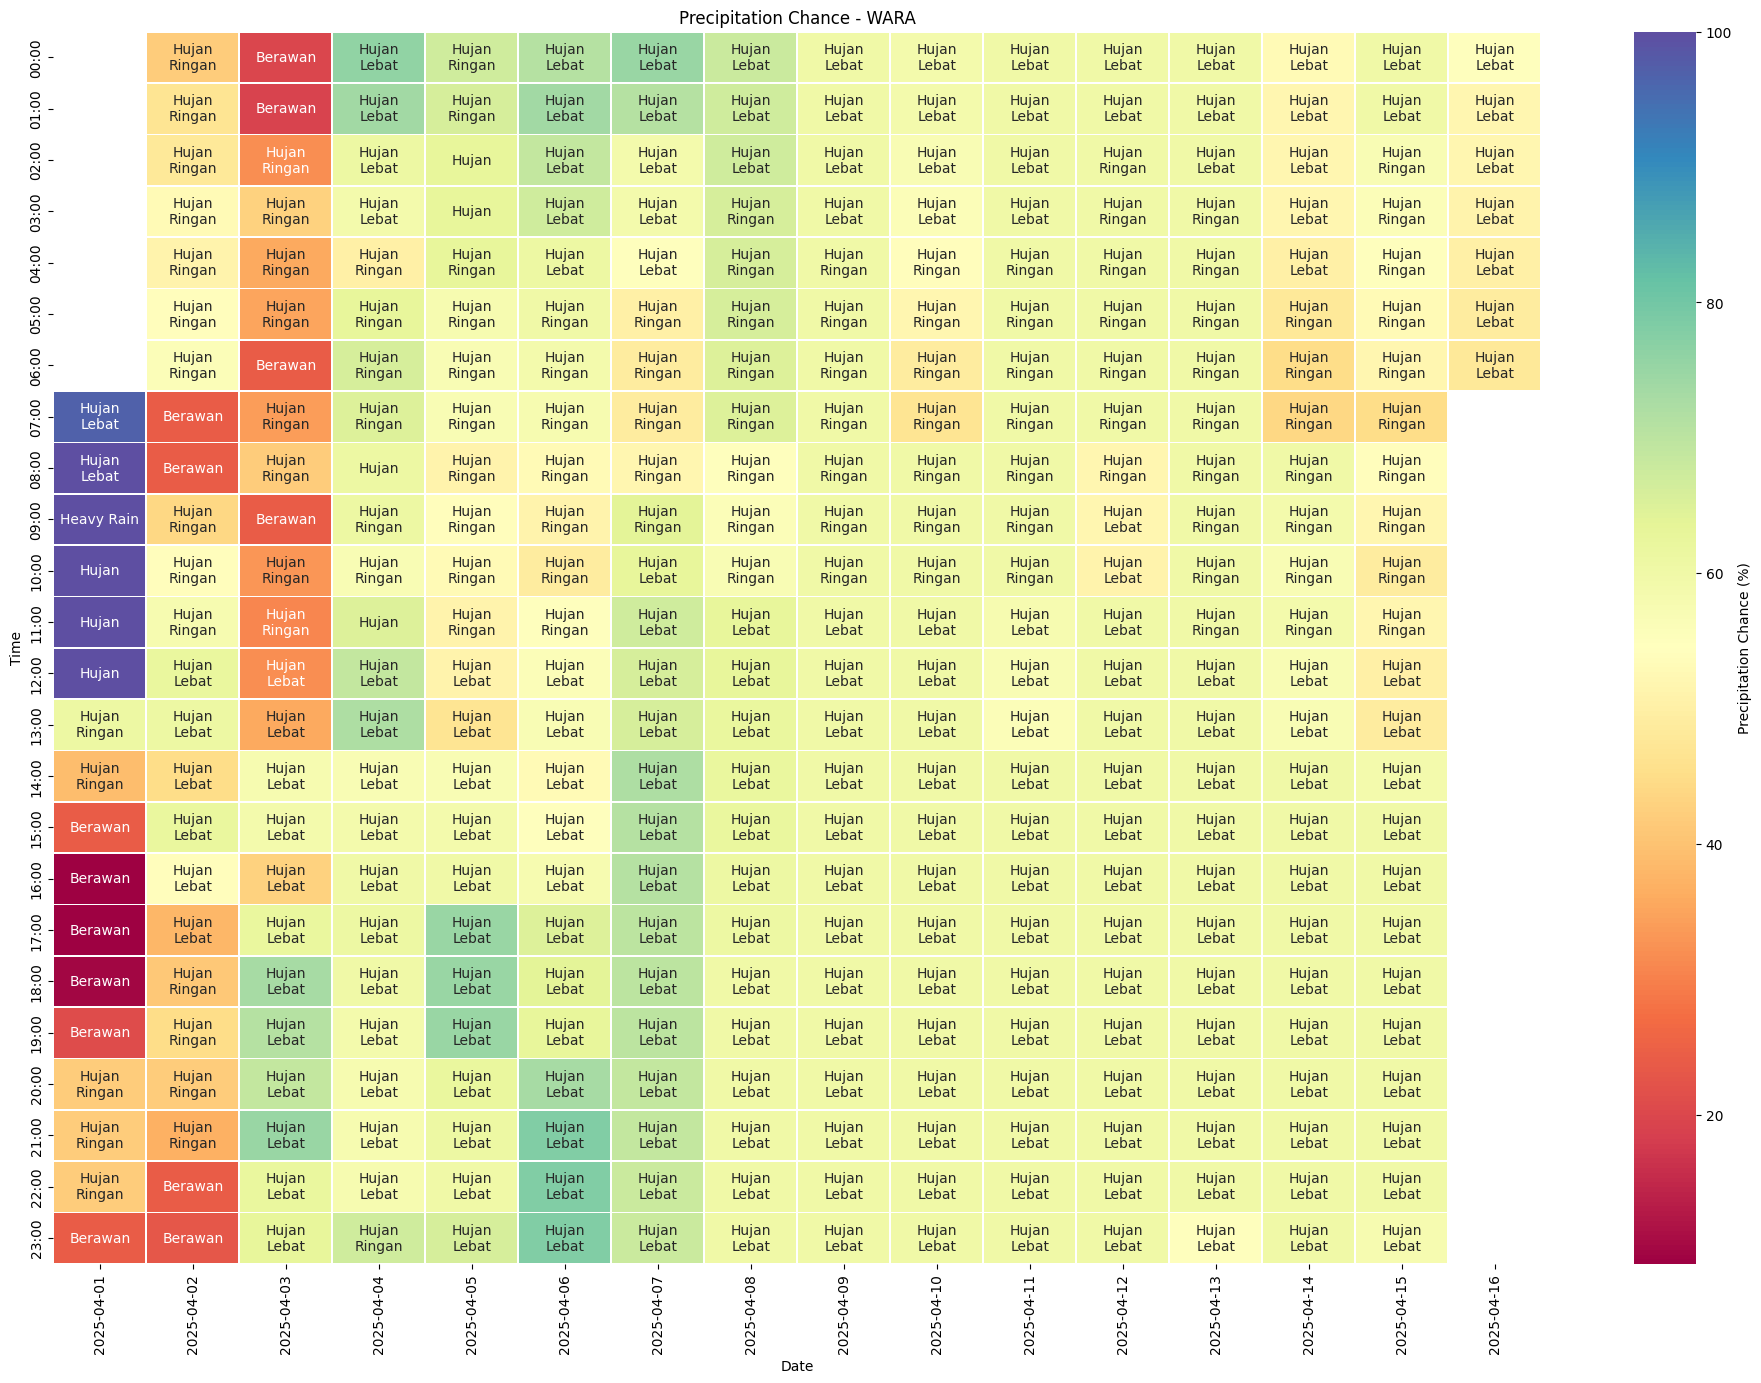 Precipitation Chance - WARA
00:00 Hujan Ringan Berawan Hujan Lebat Hujan Ringan Hujan Lebat Hujan Lebat Hujan Lebat Hujan Lebat Hujan Lebat Hujan Lebat Hujan Lebat Hujan Lebat Hujan Lebat Hujan Lebat Hujan Lebat
01:00 Hujan Ringan Berawan Hujan Lebat Hujan Ringan Hujan Lebat Hujan Lebat Hujan Lebat Hujan Lebat Hujan Lebat Hujan Lebat Hujan Lebat Hujan Lebat Hujan Lebat Hujan Lebat Hujan Lebat
02:00 Hujan Ringan Hujan Ringan Hujan Lebat Hujan Hujan Lebat Hujan Lebat Hujan Lebat Hujan Lebat Hujan Lebat Hujan Lebat Hujan Ringan Hujan Lebat Hujan Lebat Hujan Ringan Hujan Lebat
03:00 Hujan Ringan Hujan Ringan Hujan Lebat Hujan Hujan Lebat Hujan Lebat Hujan Ringan Hujan Lebat Hujan Lebat Hujan Lebat Hujan Ringan Hujan Ringan Hujan Lebat Hujan Ringan Hujan Lebat
04:00 Hujan Ringan Hujan Ringan Hujan Ringan Hujan Ringan Hujan Lebat Hujan Lebat Hujan Ringan Hujan Ringan Hujan Ringan Hujan Ringan Hujan Ringan Hujan Ringan Hujan Lebat Hujan Ringan Hujan Lebat
05:00 Hujan Ringan Hujan Ringan Hujan Ringan Hujan Ringan Hujan Ringan Hujan Ringan Hujan Ringan Hujan Ringan Hujan Ringan Hujan Ringan Hujan Ringan Hujan Ringan Hujan Ringan Hujan Ringan Hujan Lebat
06:00 Hujan Ringan Berawan Hujan Ringan Hujan Ringan Hujan Ringan Hujan Ringan Hujan Ringan Hujan Ringan Hujan Ringan Hujan Ringan Hujan Ringan Hujan Ringan Hujan Ringan Hujan Ringan Hujan Lebat
07:00 Hujan Lebat Berawan Hujan Ringan Hujan Ringan Hujan Ringan Hujan Ringan Hujan Ringan Hujan Ringan Hujan Ringan Hujan Ringan Hujan Ringan Hujan Ringan Hujan Ringan Hujan Ringan Hujan Ringan
08:00 Hujan Lebat Berawan Hujan Ringan Hujan Hujan Ringan Hujan Ringan Hujan Ringan Hujan Ringan Hujan Ringan Hujan Ringan Hujan Ringan Hujan Ringan Hujan Ringan Hujan Ringan Hujan Ringan
09:00 Heavy Rain Hujan Ringan Berawan Hujan Ringan Hujan Ringan Hujan Ringan Hujan Ringan Hujan Ringan Hujan Ringan Hujan Ringan Hujan Ringan Hujan Lebat Hujan Ringan Hujan Ringan Hujan Ringan
10:00 Hujan Hujan Ringan Hujan Ringan Hujan Ringan Hujan Ringan Hujan Ringan Hujan Lebat Hujan Ringan Hujan Ringan Hujan Ringan Hujan Ringan Hujan Lebat Hujan Ringan Hujan Ringan Hujan Ringan
11:00 Hujan Hujan Ringan Hujan Ringan Hujan Hujan Ringan Hujan Ringan Hujan Lebat Hujan Lebat Hujan Lebat Hujan Lebat Hujan Lebat Hujan Lebat Hujan Ringan Hujan Ringan Hujan Ringan
12:00 Hujan Hujan Lebat Hujan Lebat Hujan Lebat Hujan Lebat Hujan Lebat Hujan Lebat Hujan Lebat Hujan Lebat Hujan Lebat Hujan Lebat Hujan Lebat Hujan Lebat Hujan Lebat Hujan Lebat
13:00 Hujan Ringan Hujan Lebat Hujan Lebat Hujan Lebat Hujan Lebat Hujan Lebat Hujan Lebat Hujan Lebat Hujan Lebat Hujan Lebat Hujan Lebat Hujan Lebat Hujan Lebat Hujan Lebat Hujan Lebat
14:00 Hujan Ringan Hujan Lebat Hujan Lebat Hujan Lebat Hujan Lebat Hujan Lebat Hujan Lebat Hujan Lebat Hujan Lebat Hujan Lebat Hujan Lebat Hujan Lebat Hujan Lebat Hujan Lebat Hujan Lebat
15:00 Berawan Hujan Lebat Hujan Lebat Hujan Lebat Hujan Lebat Hujan Lebat Hujan Lebat Hujan Lebat Hujan Lebat Hujan Lebat Hujan Lebat Hujan Lebat Hujan Lebat Hujan Lebat Hujan Lebat
16:00 Berawan Hujan Lebat Hujan Lebat Hujan Lebat Hujan Lebat Hujan Lebat Hujan Lebat Hujan Lebat Hujan Lebat Hujan Lebat Hujan Lebat Hujan Lebat Hujan Lebat Hujan Lebat Hujan Lebat
17:00 Berawan Hujan Lebat Hujan Lebat Hujan Lebat Hujan Lebat Hujan Lebat Hujan Lebat Hujan Lebat Hujan Lebat Hujan Lebat Hujan Lebat Hujan Lebat Hujan Lebat Hujan Lebat Hujan Lebat
18:00 Berawan Hujan Ringan Hujan Lebat Hujan Lebat Hujan Lebat Hujan Lebat Hujan Lebat Hujan Lebat Hujan Lebat Hujan Lebat Hujan Lebat Hujan Lebat Hujan Lebat Hujan Lebat Hujan Lebat
19:00 Berawan Hujan Ringan Hujan Lebat Hujan Lebat Hujan Lebat Hujan Lebat Hujan Lebat Hujan Lebat Hujan Lebat Hujan Lebat Hujan Lebat Hujan Lebat Hujan Lebat Hujan Lebat Hujan Lebat
20:00 Hujan Ringan Hujan Ringan Hujan Lebat Hujan Lebat Hujan Lebat Hujan Lebat Hujan Lebat Hujan Lebat Hujan Lebat Hujan Lebat Hujan Lebat Hujan Lebat Hujan Lebat Hujan Lebat Hujan Lebat
21:00 Hujan Ringan Hujan Ringan Hujan Lebat Hujan Lebat Hujan Lebat Hujan Lebat Hujan Lebat Hujan Lebat Hujan Lebat Hujan Lebat Hujan Lebat Hujan Lebat Hujan Lebat Hujan Lebat Hujan Lebat
22:00 Hujan Ringan Berawan Hujan Lebat Hujan Lebat Hujan Lebat Hujan Lebat Hujan Lebat Hujan Lebat Hujan Lebat Hujan Lebat Hujan Lebat Hujan Lebat Hujan Lebat Hujan Lebat Hujan Lebat
23:00 Berawan Berawan Hujan Lebat Hujan Ringan Hujan Lebat Hujan Lebat Hujan Lebat Hujan Lebat Hujan Lebat Hujan Lebat Hujan Lebat Hujan Lebat Hujan Lebat Hujan Lebat Hujan Lebat
Time
2025-04-01 2025-04-02 2025-04-03 2025-04-04 2025-04-05 2025-04-06 2025-04-07 2025-04-08 2025-04-09 2025-04-10 2025-04-11 2025-04-12 2025-04-13 2025-04-14 2025-04-15 2025-04-16
Date
100
80
60
40
20
Precipitation Chance (%)